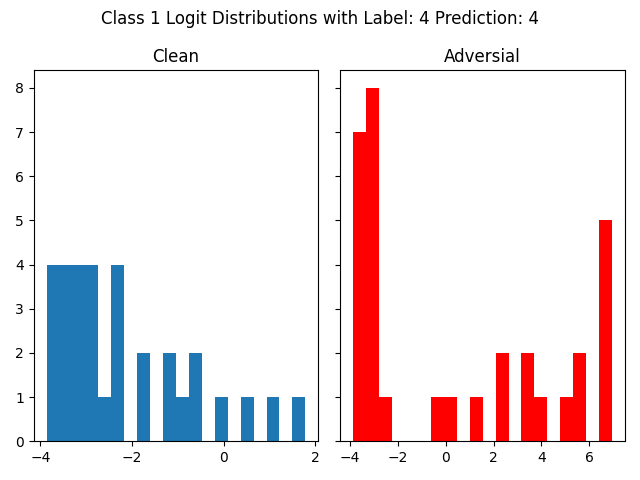 Class 1 Logit Distributions with Label: 4 Prediction: 4
Clean
Adversial
8
7
6
5
4
3
2
1
0
−4 −2 0 2
−4 −2 0 2 4 6